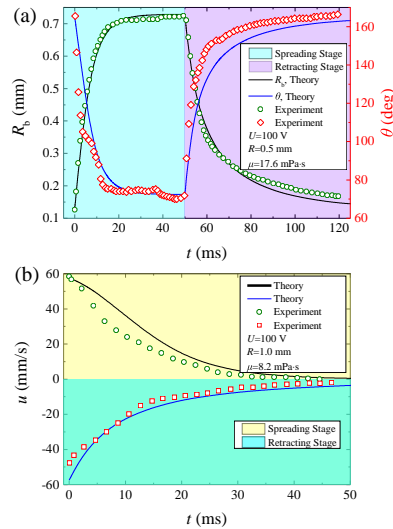 (a)
0.7
0.6
0.5
0.4
0.3
0.2
0.1
R_b (mm)
160
140
120
100
80
60
θ (deg)
Spreading Stage
Retracting Stage
R_b, Theory
θ, Theory
Experiment
Experiment
U=100 V
R=0.5 mm
μ=17.6 mPa·s
0 20 40 60 80 100 120
t (ms)
(b)
60
40
20
0
-20
-40
-60
u (mm/s)
Theory
Theory
Experiment
Experiment
U=100 V
R=1.0 mm
μ=8.2 mPa·s
Spreading Stage
Retracting Stage
0 10 20 30 40 50
t (ms)